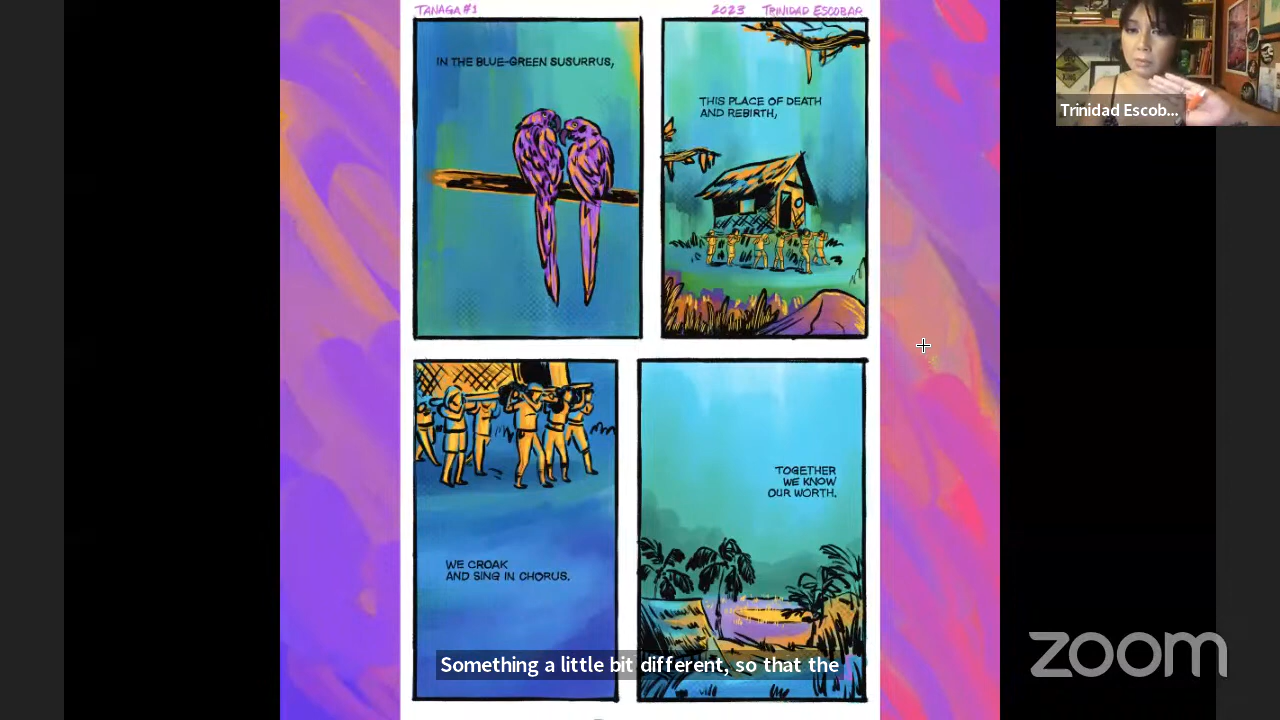 TANAGA #1
2023 TRINIDAD ESCOBAR
IN THE BLUE-GREEN SUSURRUS,
THIS PLACE OF DEATH
AND REBIRTH,
WE CROAK
AND SING IN CHORUS.
TOGETHER
WE KNOW
OUR WORTH.
Trinidad Escob...
Something a little bit different, so that the
zoom